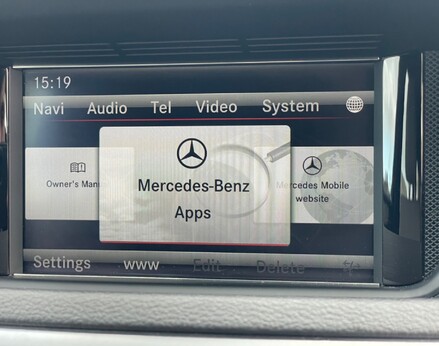 15:19
Navi Audio Tel Video System
Owner's Man
Mercedes-Benz
Apps
Mercedes Mobile
website
Settings www Edit Delete